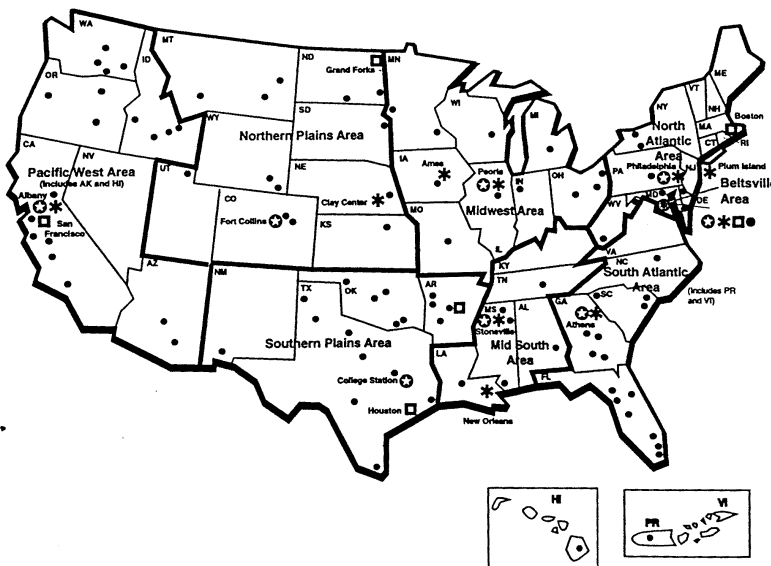 WA
MT
ND
Grand Forks
MN
ME
ID
OR
VT
WI
NY
NH
MI
MA
Boston
SD
WY
North
Atlantic
Area
CT
RI
Northern Plains Area
CA
NV
IA
Ames
Peoria
PA
Philadelphia
NJ
Plum Island
Pacific West Area
(Includes AK and HI)
UT
NE
IN
OH
MD
Beltsville
Area
Albany
CO
Clay Center
WV
DE
Fort Collins
MO
Midwest Area
San
Francisco
KS
IL
KY
VA
NC
AZ
NM
TN
South Atlantic
Area
(Includes PR
and VI)
TX
OK
AR
MS
AL
GA
SC
Stoneville
Athens
Southern Plains Area
LA
Mid South
Area
College Station
FL
Houston
New Orleans
HI
VI
PR